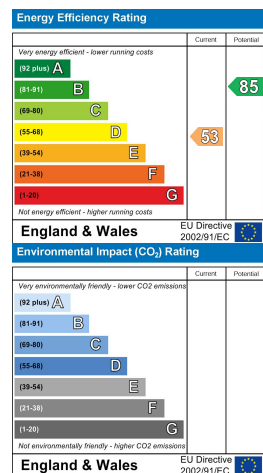 Energy Efficiency Rating
Current Potential
Very energy efficient - lower running costs
(92 plus) A
(81-91) B
85
(69-80) C
(55-68) D
53
(39-54) E
(21-38) F
(1-20) G
Not energy efficient - higher running costs
England & Wales
EU Directive
2002/91/EC
Environmental Impact (CO₂) Rating
Current Potential
Very environmentally friendly - lower CO2 emissions
(92 plus) A
(81-91) B
(69-80) C
(55-68) D
(39-54) E
(21-38) F
(1-20) G
Not environmentally friendly - higher CO2 emissions
England & Wales
EU Directive
2002/91/EC